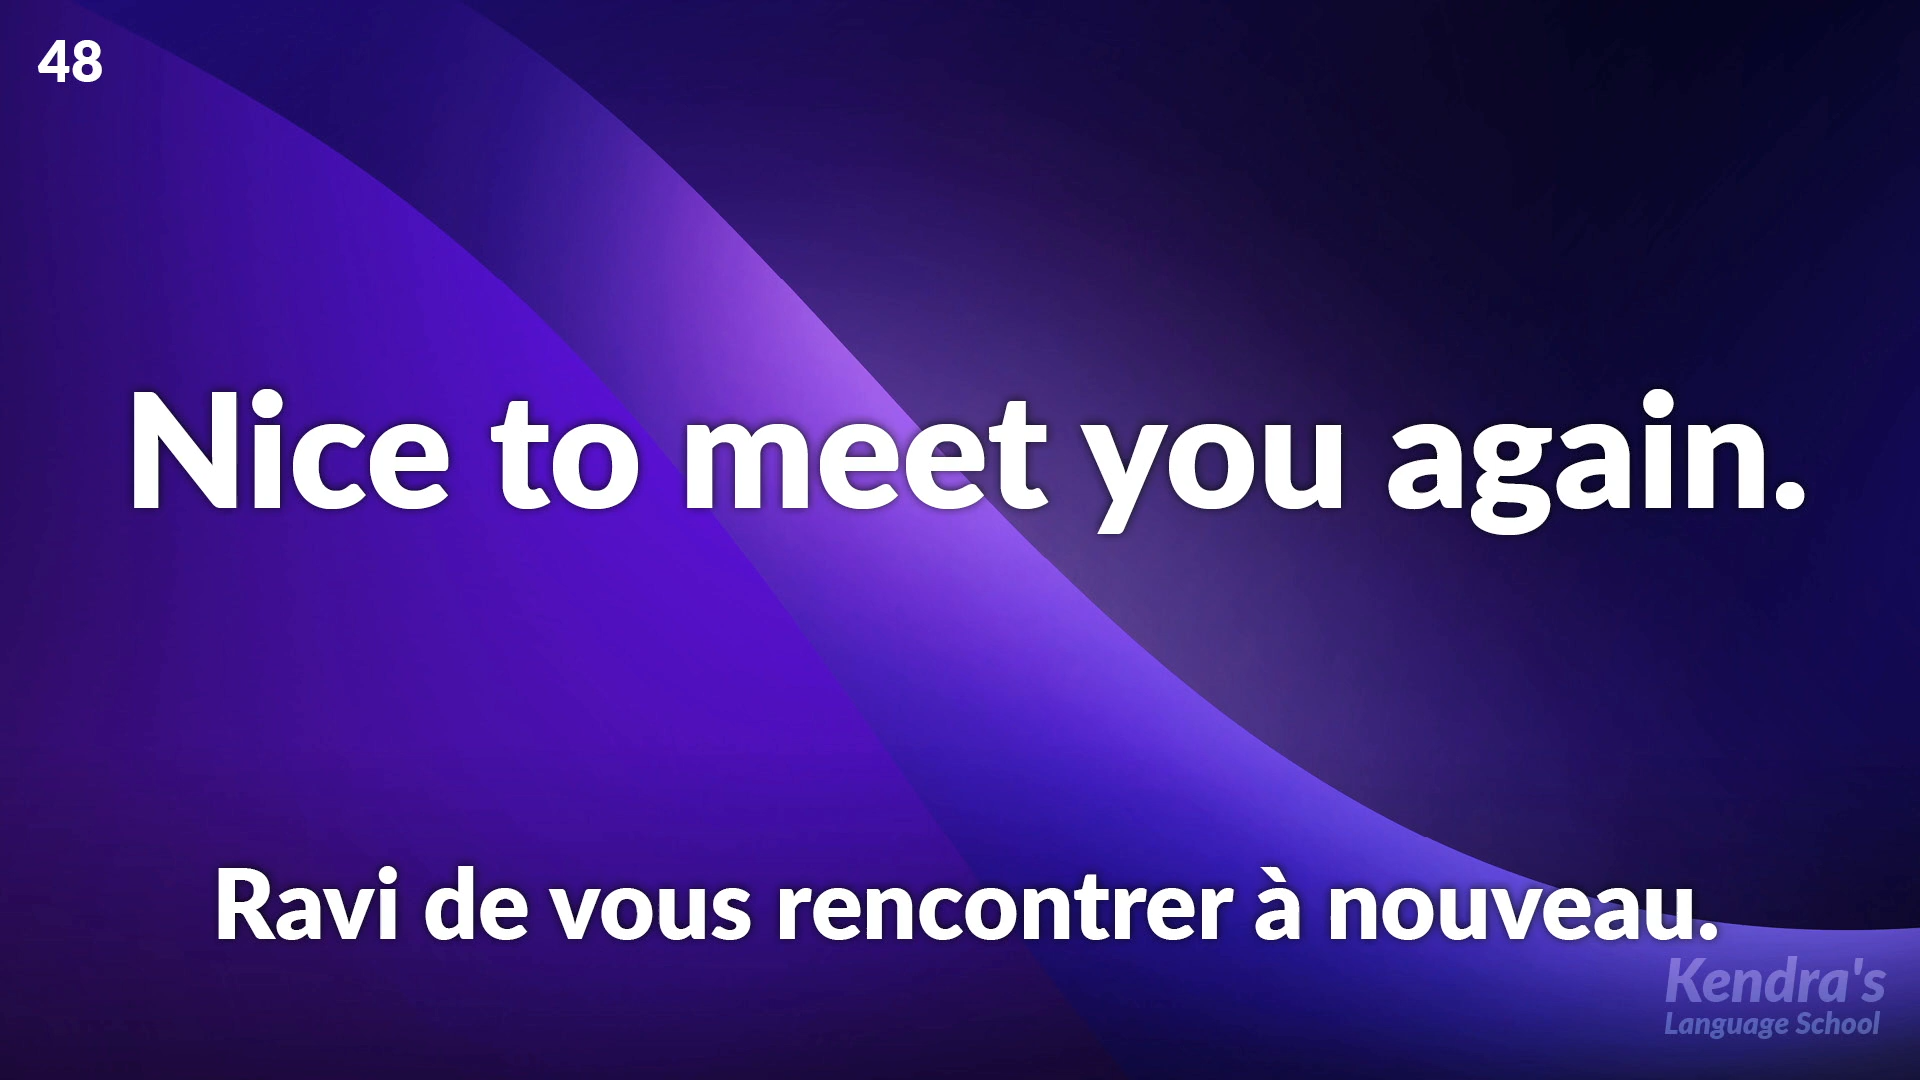 48
Nice to meet you again.
Ravi de vous rencontrer à nouveau.
Kendra's
Language School